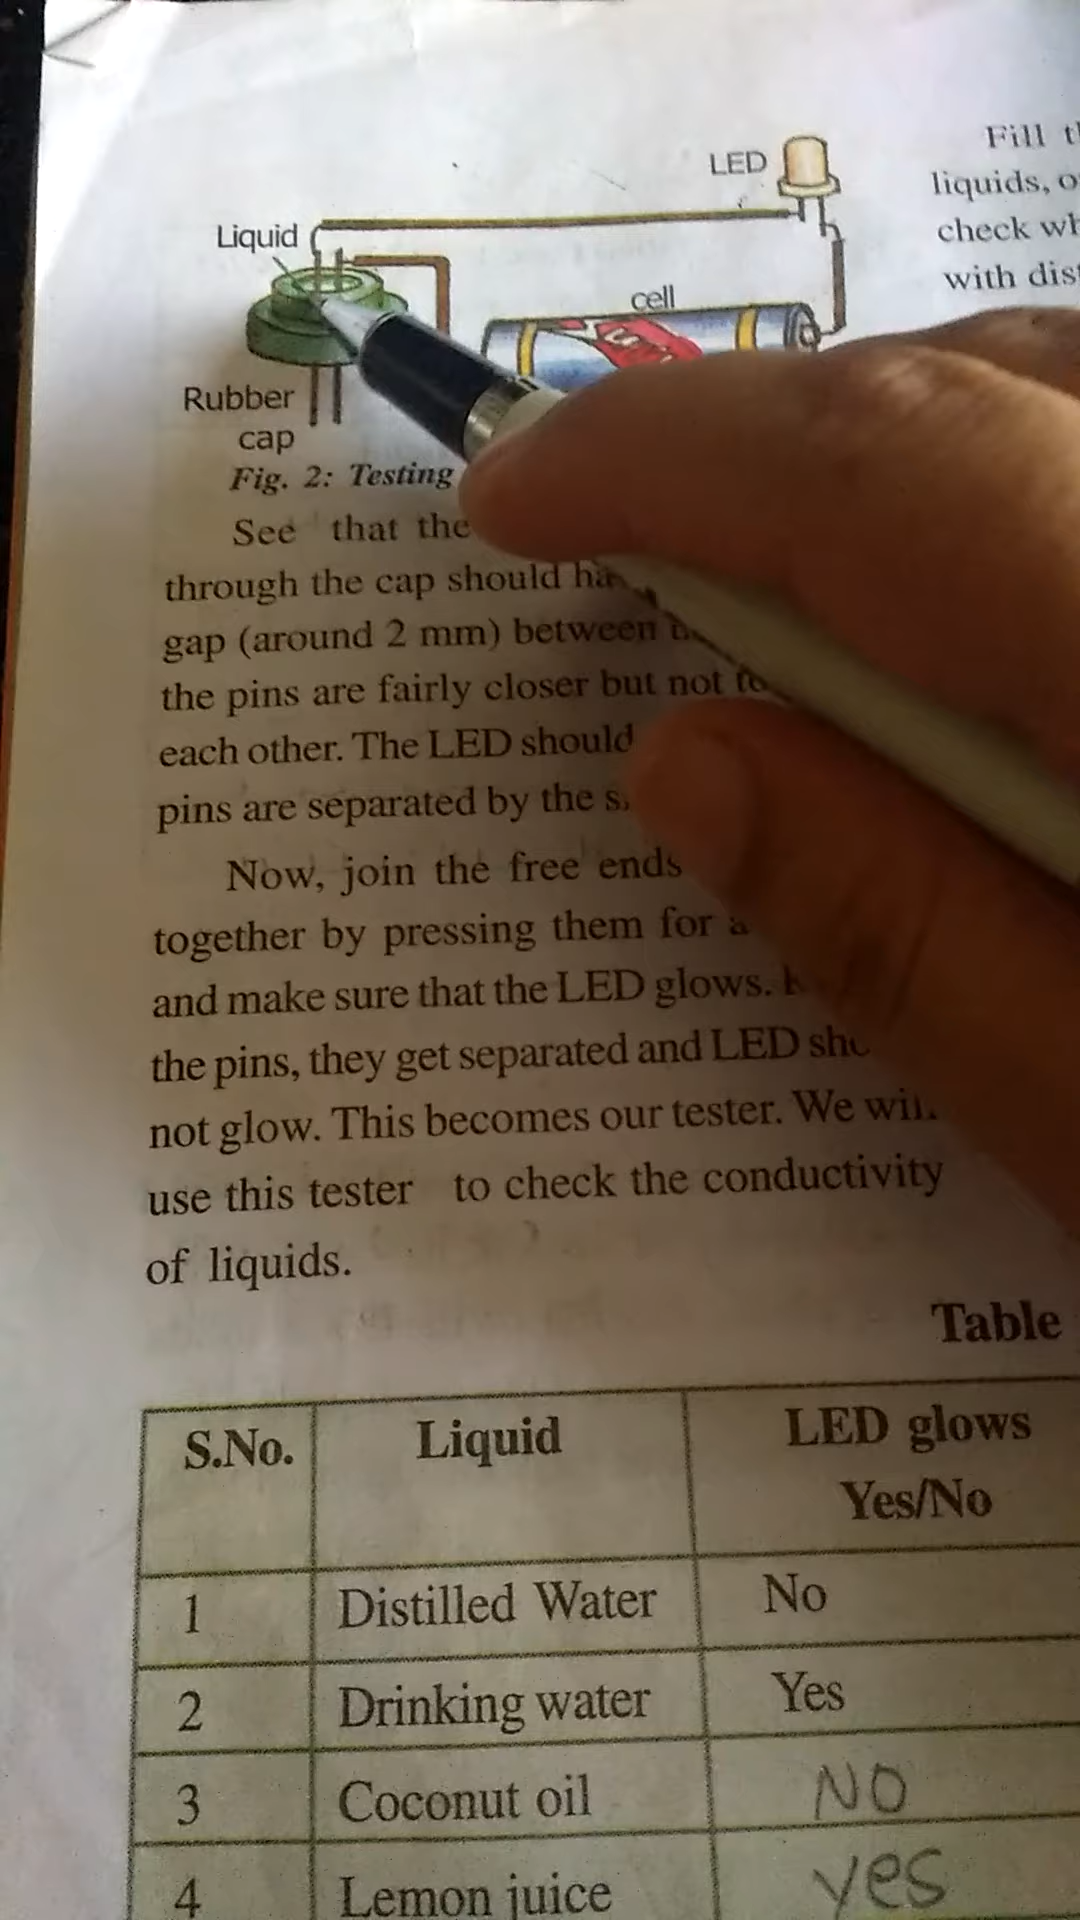 LED
Liquid
cell
Rubber
cap
Fig. 2: Testing
See that the
through the cap should
gap (around 2 mm) between
the pins are fairly closer but not
each other. The LED should
pins are separated by the
Now, join the free ends
together by pressing them for a
and make sure that the LED glows.
the pins, they get separated and LED
not glow. This becomes our tester. We
use this tester to check the conductivity
of liquids.
Fill
liquids,
check
with
Table
S.No. Liquid LED glows
Yes/No
1 Distilled Water No
2 Drinking water Yes
3 Coconut oil NO
4 Lemon juice yes